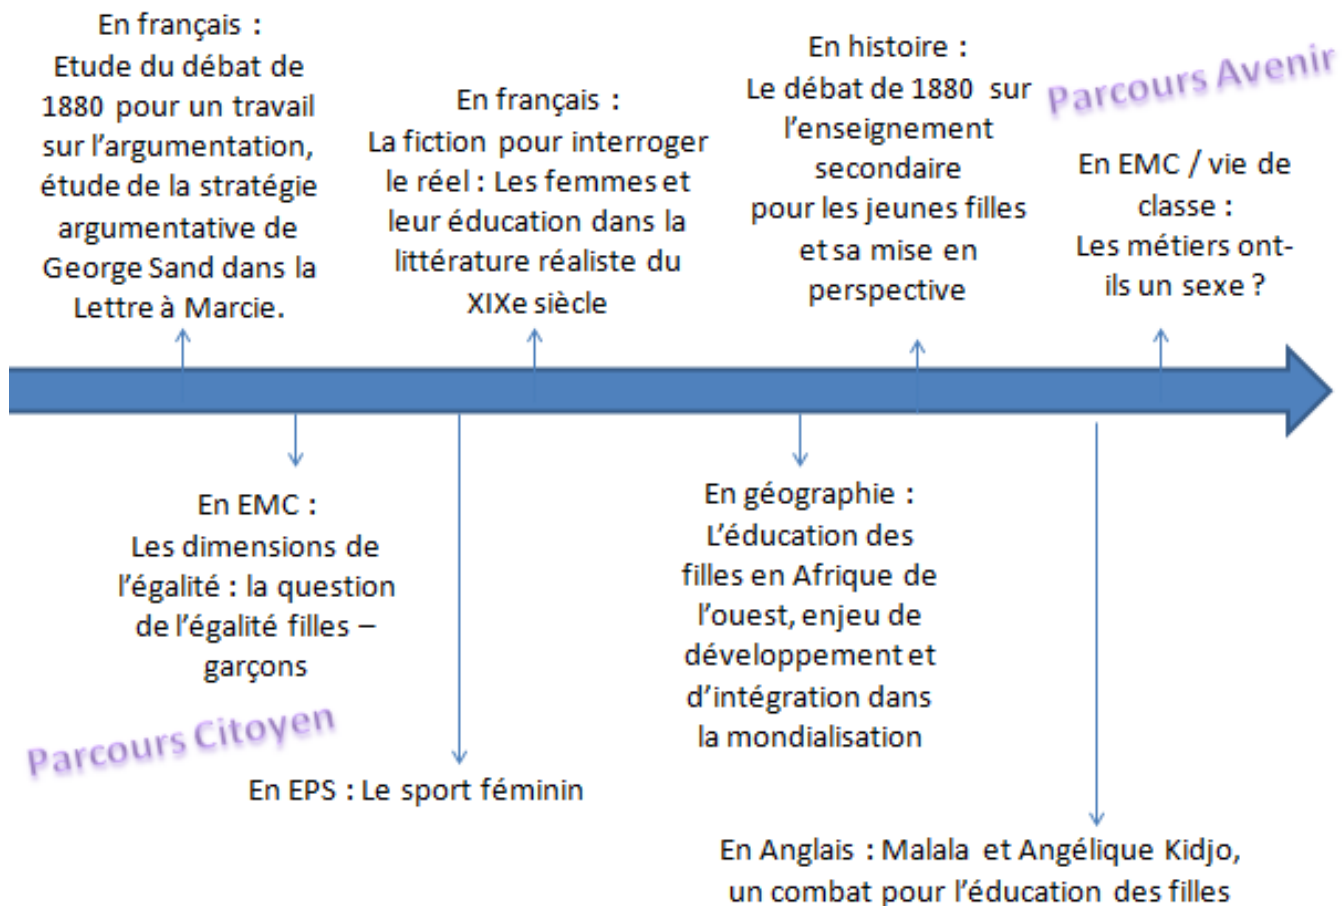 En français :
Etude du débat de
1880 pour un travail
sur l'argumentation,
étude de la stratégie
argumentative de
George Sand dans la
Lettre à Marcie.
En français :
La fiction pour interroger
le réel : Les femmes et
leur éducation dans la
littérature réaliste du
XIXe siècle
En histoire :
Le débat de 1880 sur
l'enseignement
secondaire
pour les jeunes filles
et sa mise en
perspective
Parcours Avenir
En EMC / vie de
classe :
Les métiers ont-
ils un sexe ?
En EMC :
Les dimensions de
l'égalité : la question
de l'égalité filles –
garçons
Parcours Citoyen
En EPS : Le sport féminin
En géographie :
L'éducation des
filles en Afrique de
l'ouest, enjeu de
développement et
d'intégration dans
la mondialisation
En Anglais : Malala et Angélique Kidjo,
un combat pour l'éducation des filles